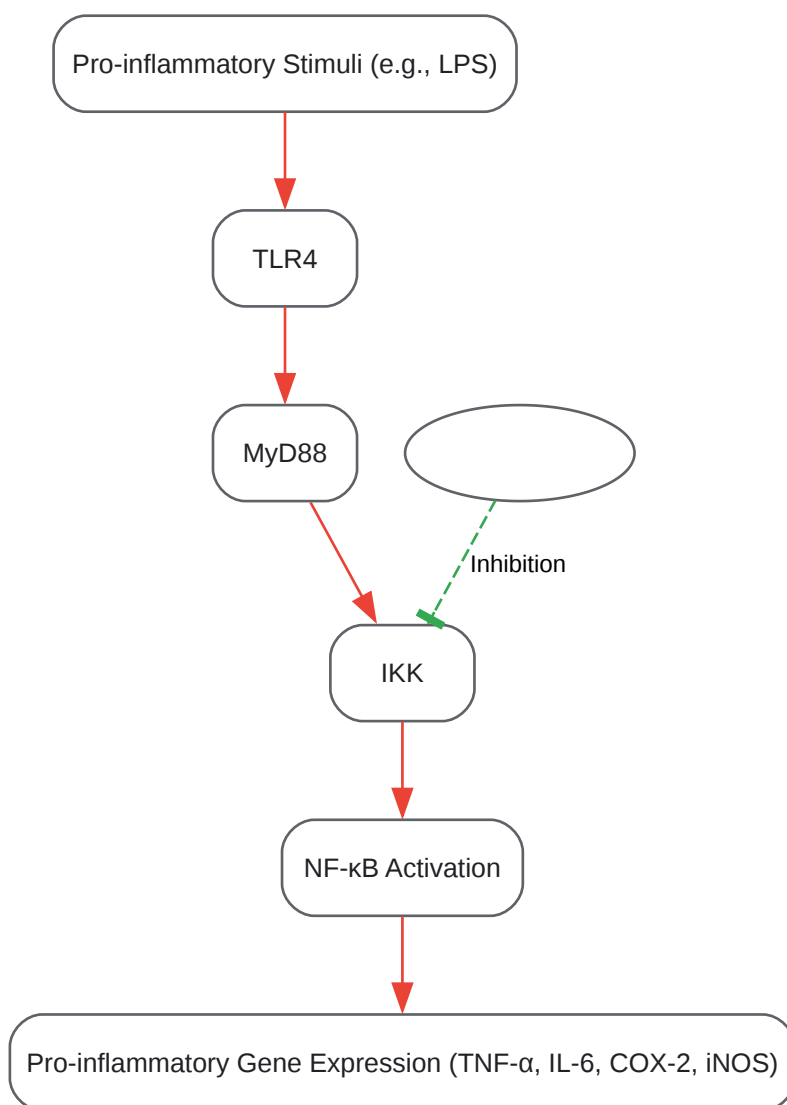 Pro-inflammatory Stimuli (e.g., LPS)
TLR4
MyD88
Inhibition
IKK
NF-κB Activation
Pro-inflammatory Gene Expression (TNF-α, IL-6, COX-2, iNOS)